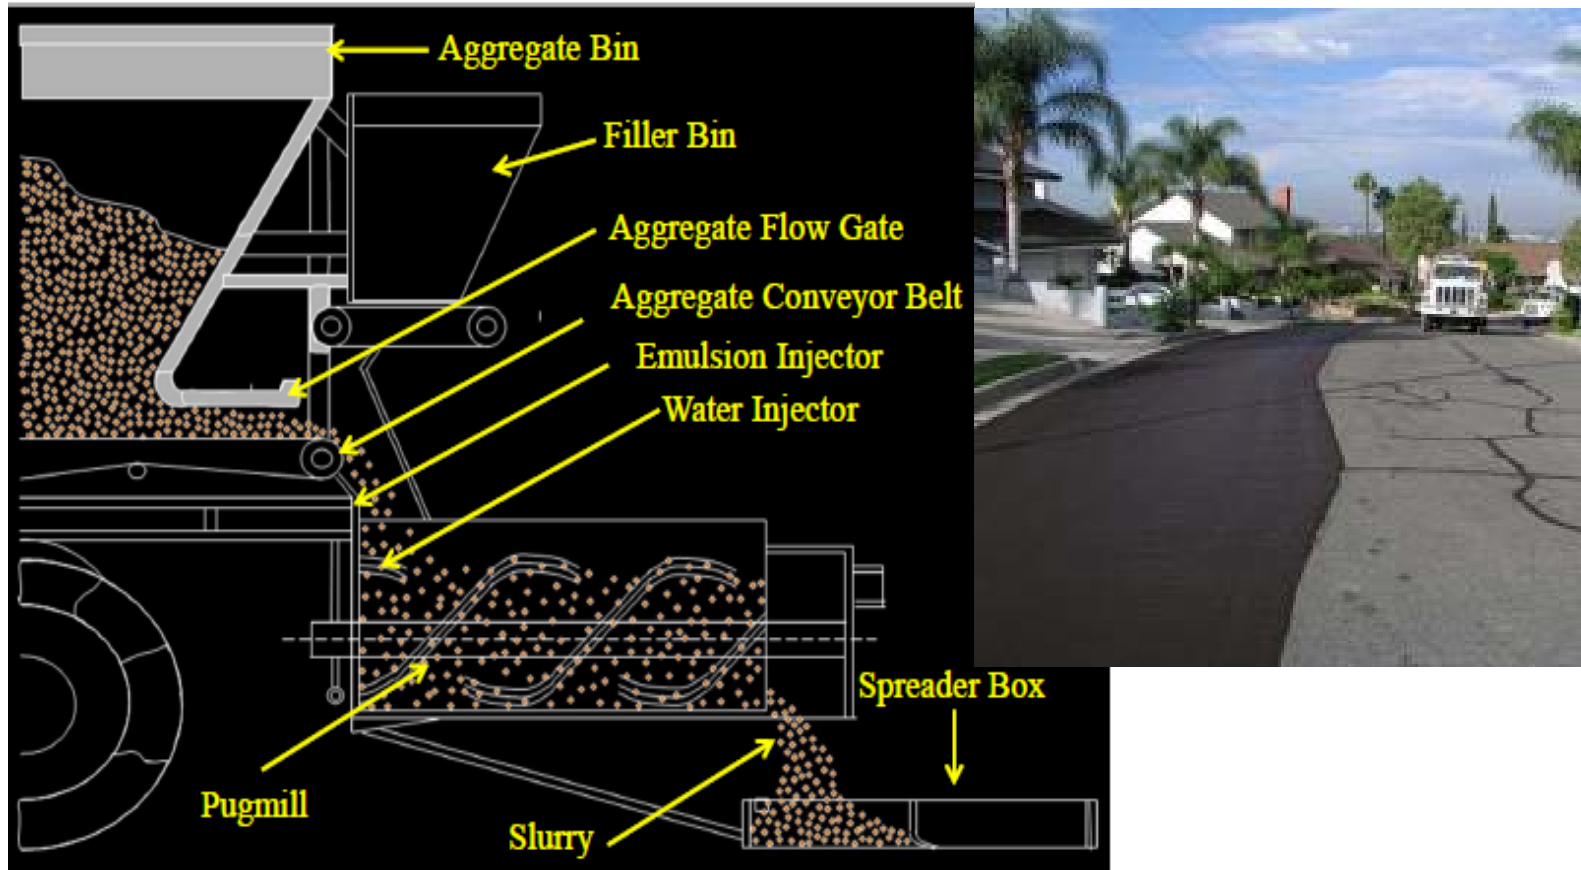 Aggregate Bin
Filler Bin
Aggregate Flow Gate
Aggregate Conveyor Belt
Emulsion Injector
Water Injector
Spreader Box
Pugmill
Slurry